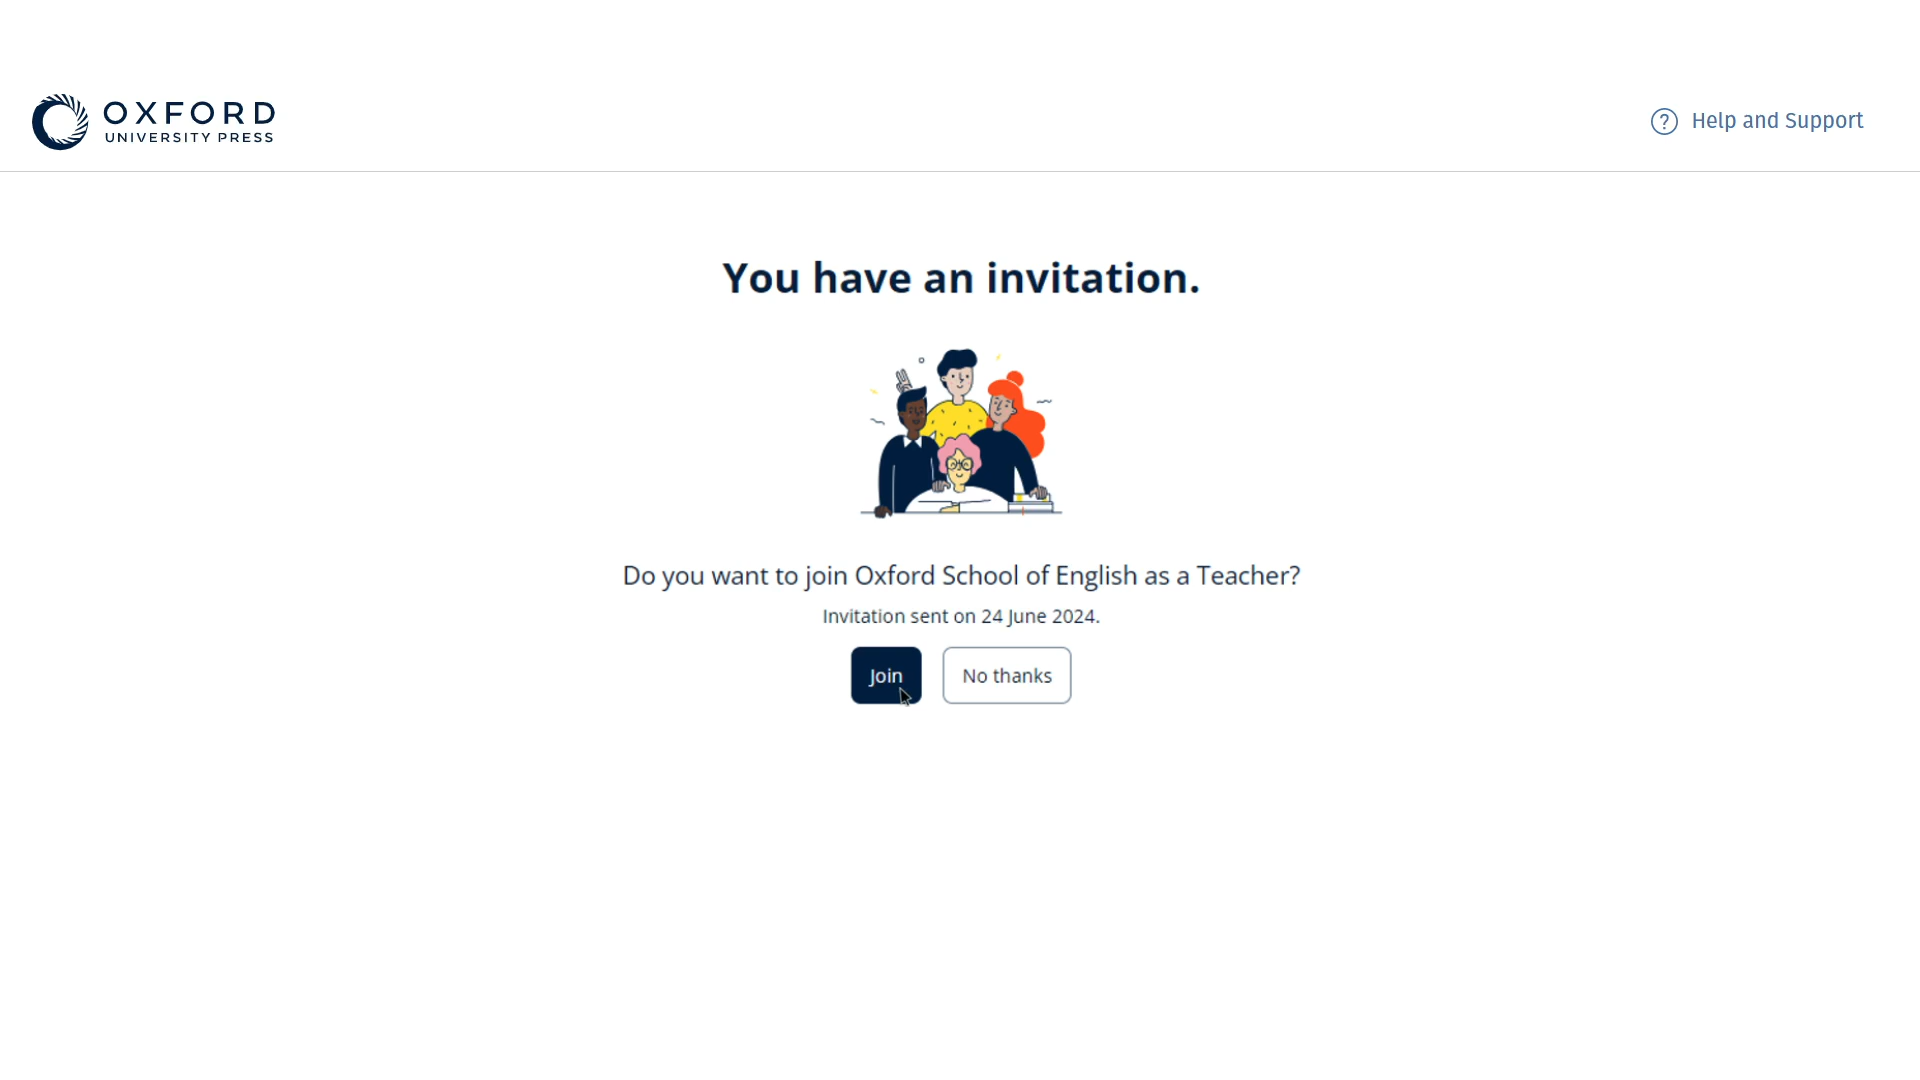 OXFORD
UNIVERSITY PRESS
? Help and Support
You have an invitation.
Do you want to join Oxford School of English as a Teacher?
Invitation sent on 24 June 2024.
Join
No thanks